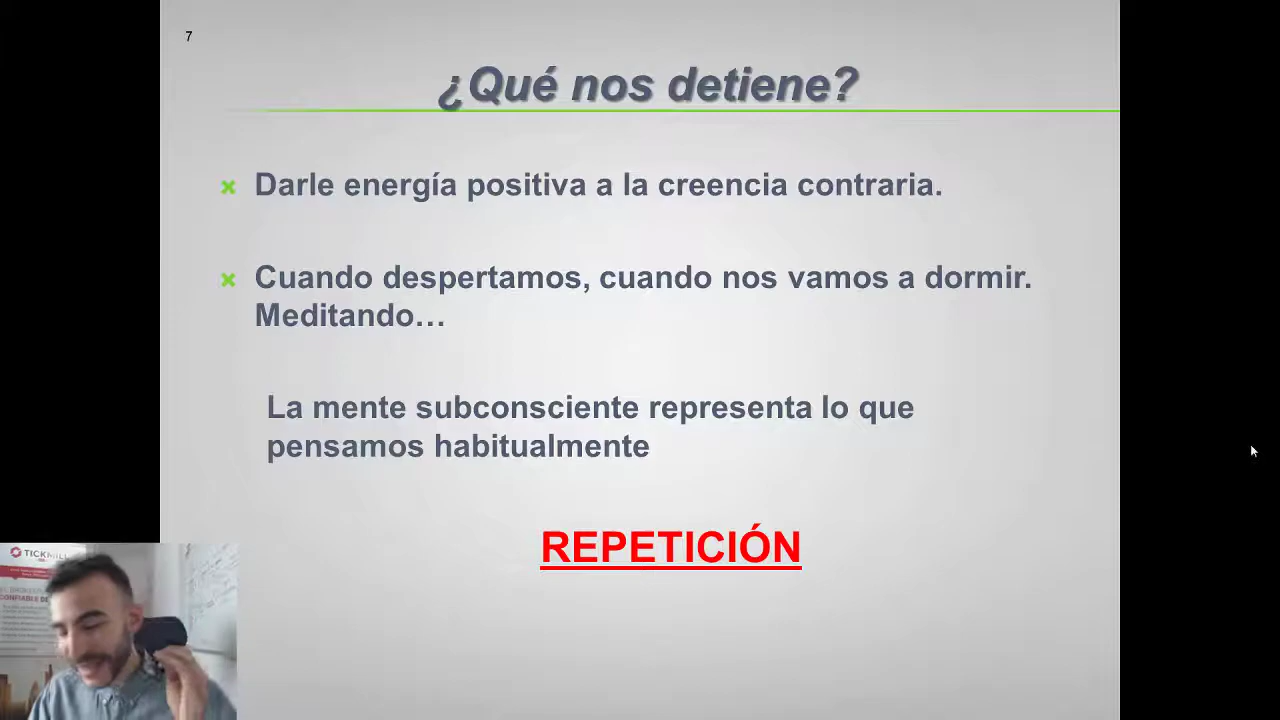 7
¿Qué nos detiene?
Darle energía positiva a la creencia contraria.
Cuando despertamos, cuando nos vamos a dormir.
Meditando…
La mente subconsciente representa lo que
pensamos habitualmente
REPETICIÓN
TICKMILL